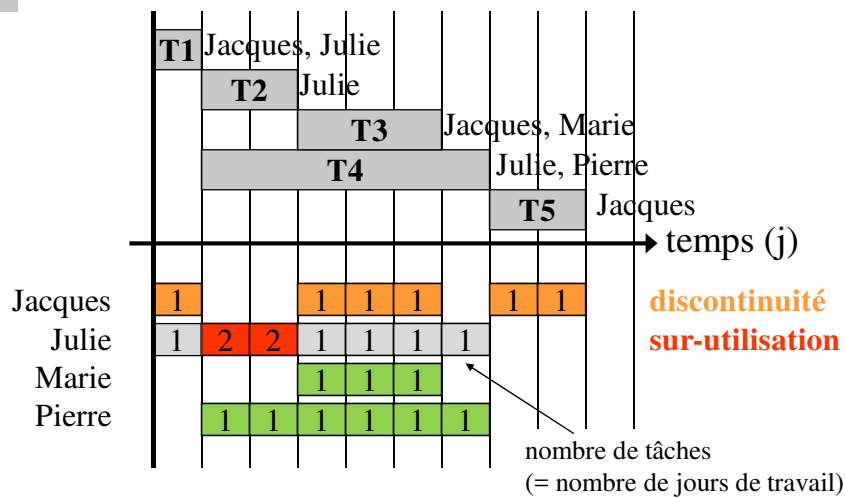 T1 Jacques, Julie
T2 Julie
T3 Jacques, Marie
T4 Julie, Pierre
T5 Jacques
temps (j)
Jacques 1 1 1 1 1 1 discontinuité
Julie 1 2 2 1 1 1 1 sur-utilisation
Marie 1 1 1
Pierre 1 1 1 1 1 1
nombre de tâches
(= nombre de jours de travail)